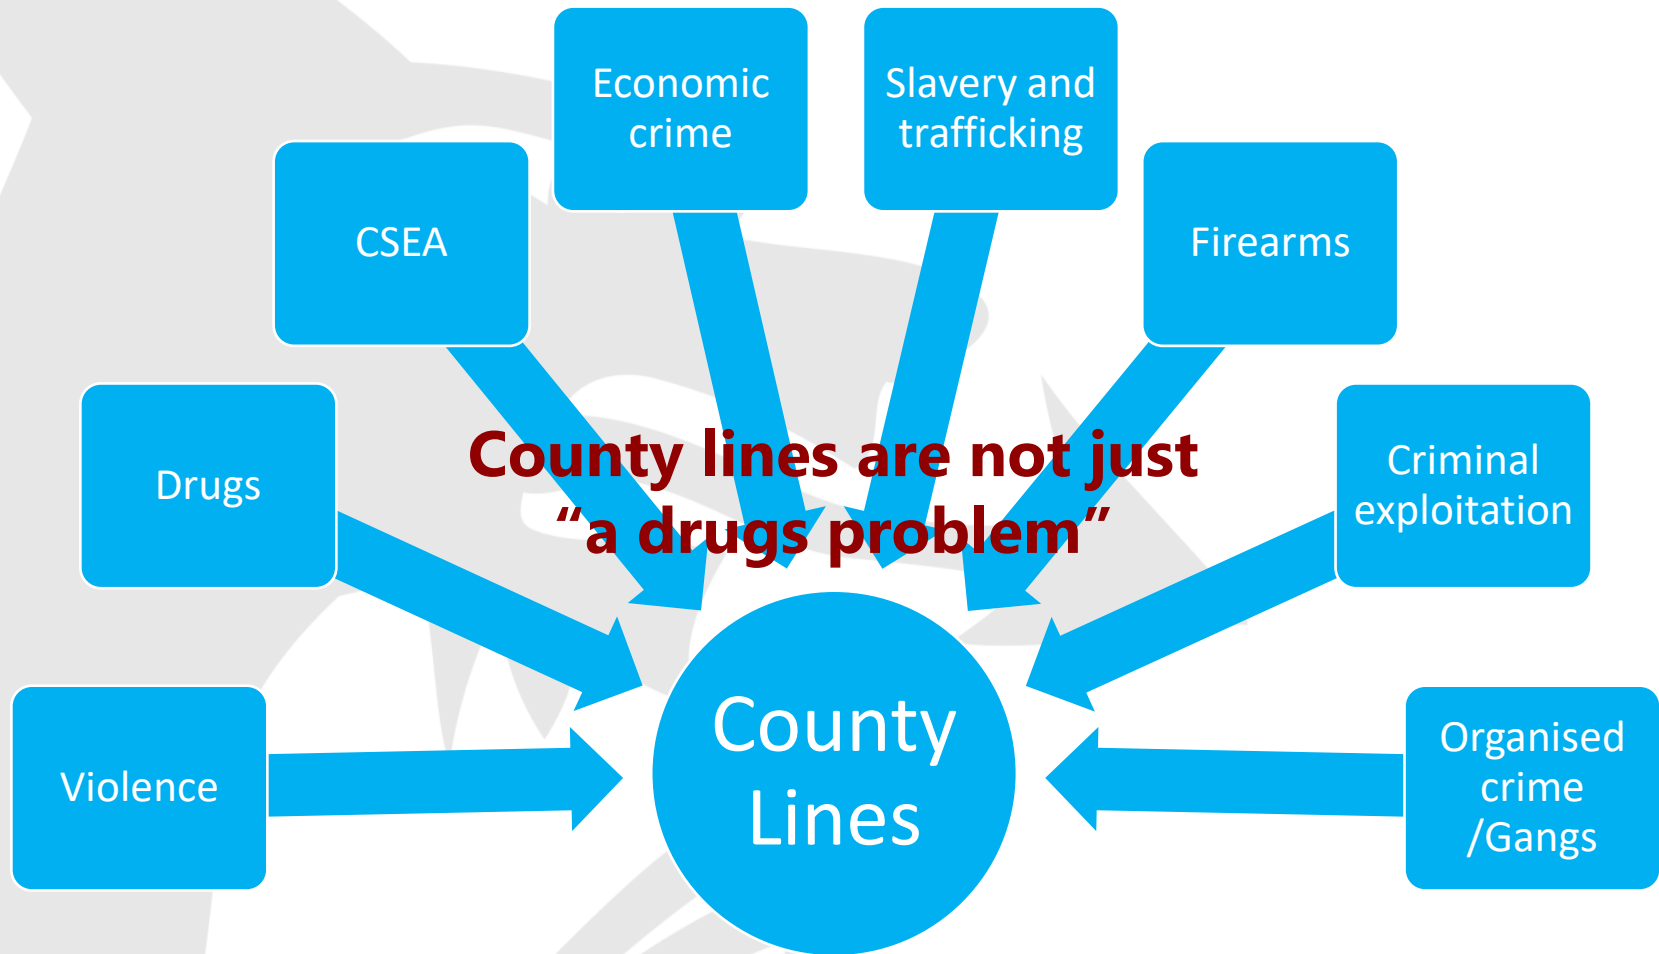 Economic
crime
Slavery and
trafficking
CSEA
Firearms
Drugs
County lines are not just
“a drugs problem”
Criminal
exploitation
Violence
County
Lines
Organised
crime
/Gangs